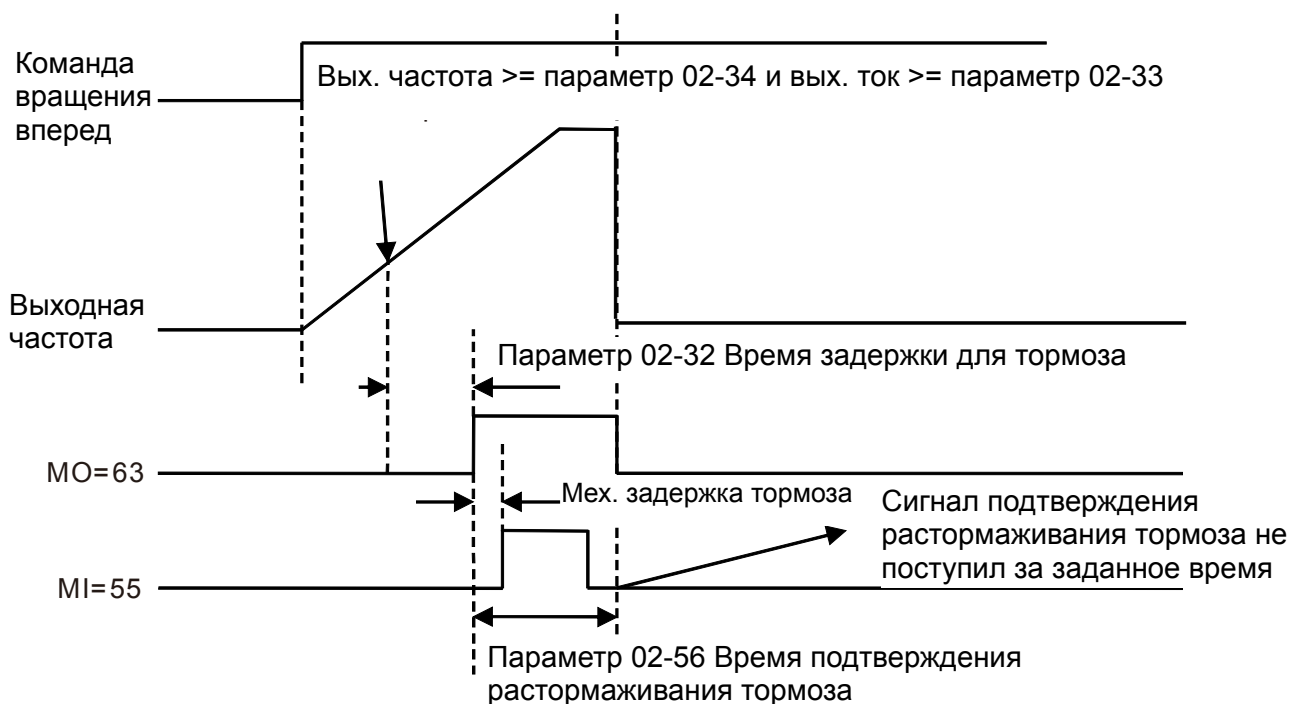 Команда
вращения
вперед
Вых. частота >= параметр 02-34 и вых. ток >= параметр 02-33
Выходная
частота
Параметр 02-32 Время задержки для тормоза
MO=63
Мех. задержка тормоза
Сигнал подтверждения
растормаживания тормоза не
поступил за заданное время
MI=55
Параметр 02-56 Время подтверждения
растормаживания тормоза